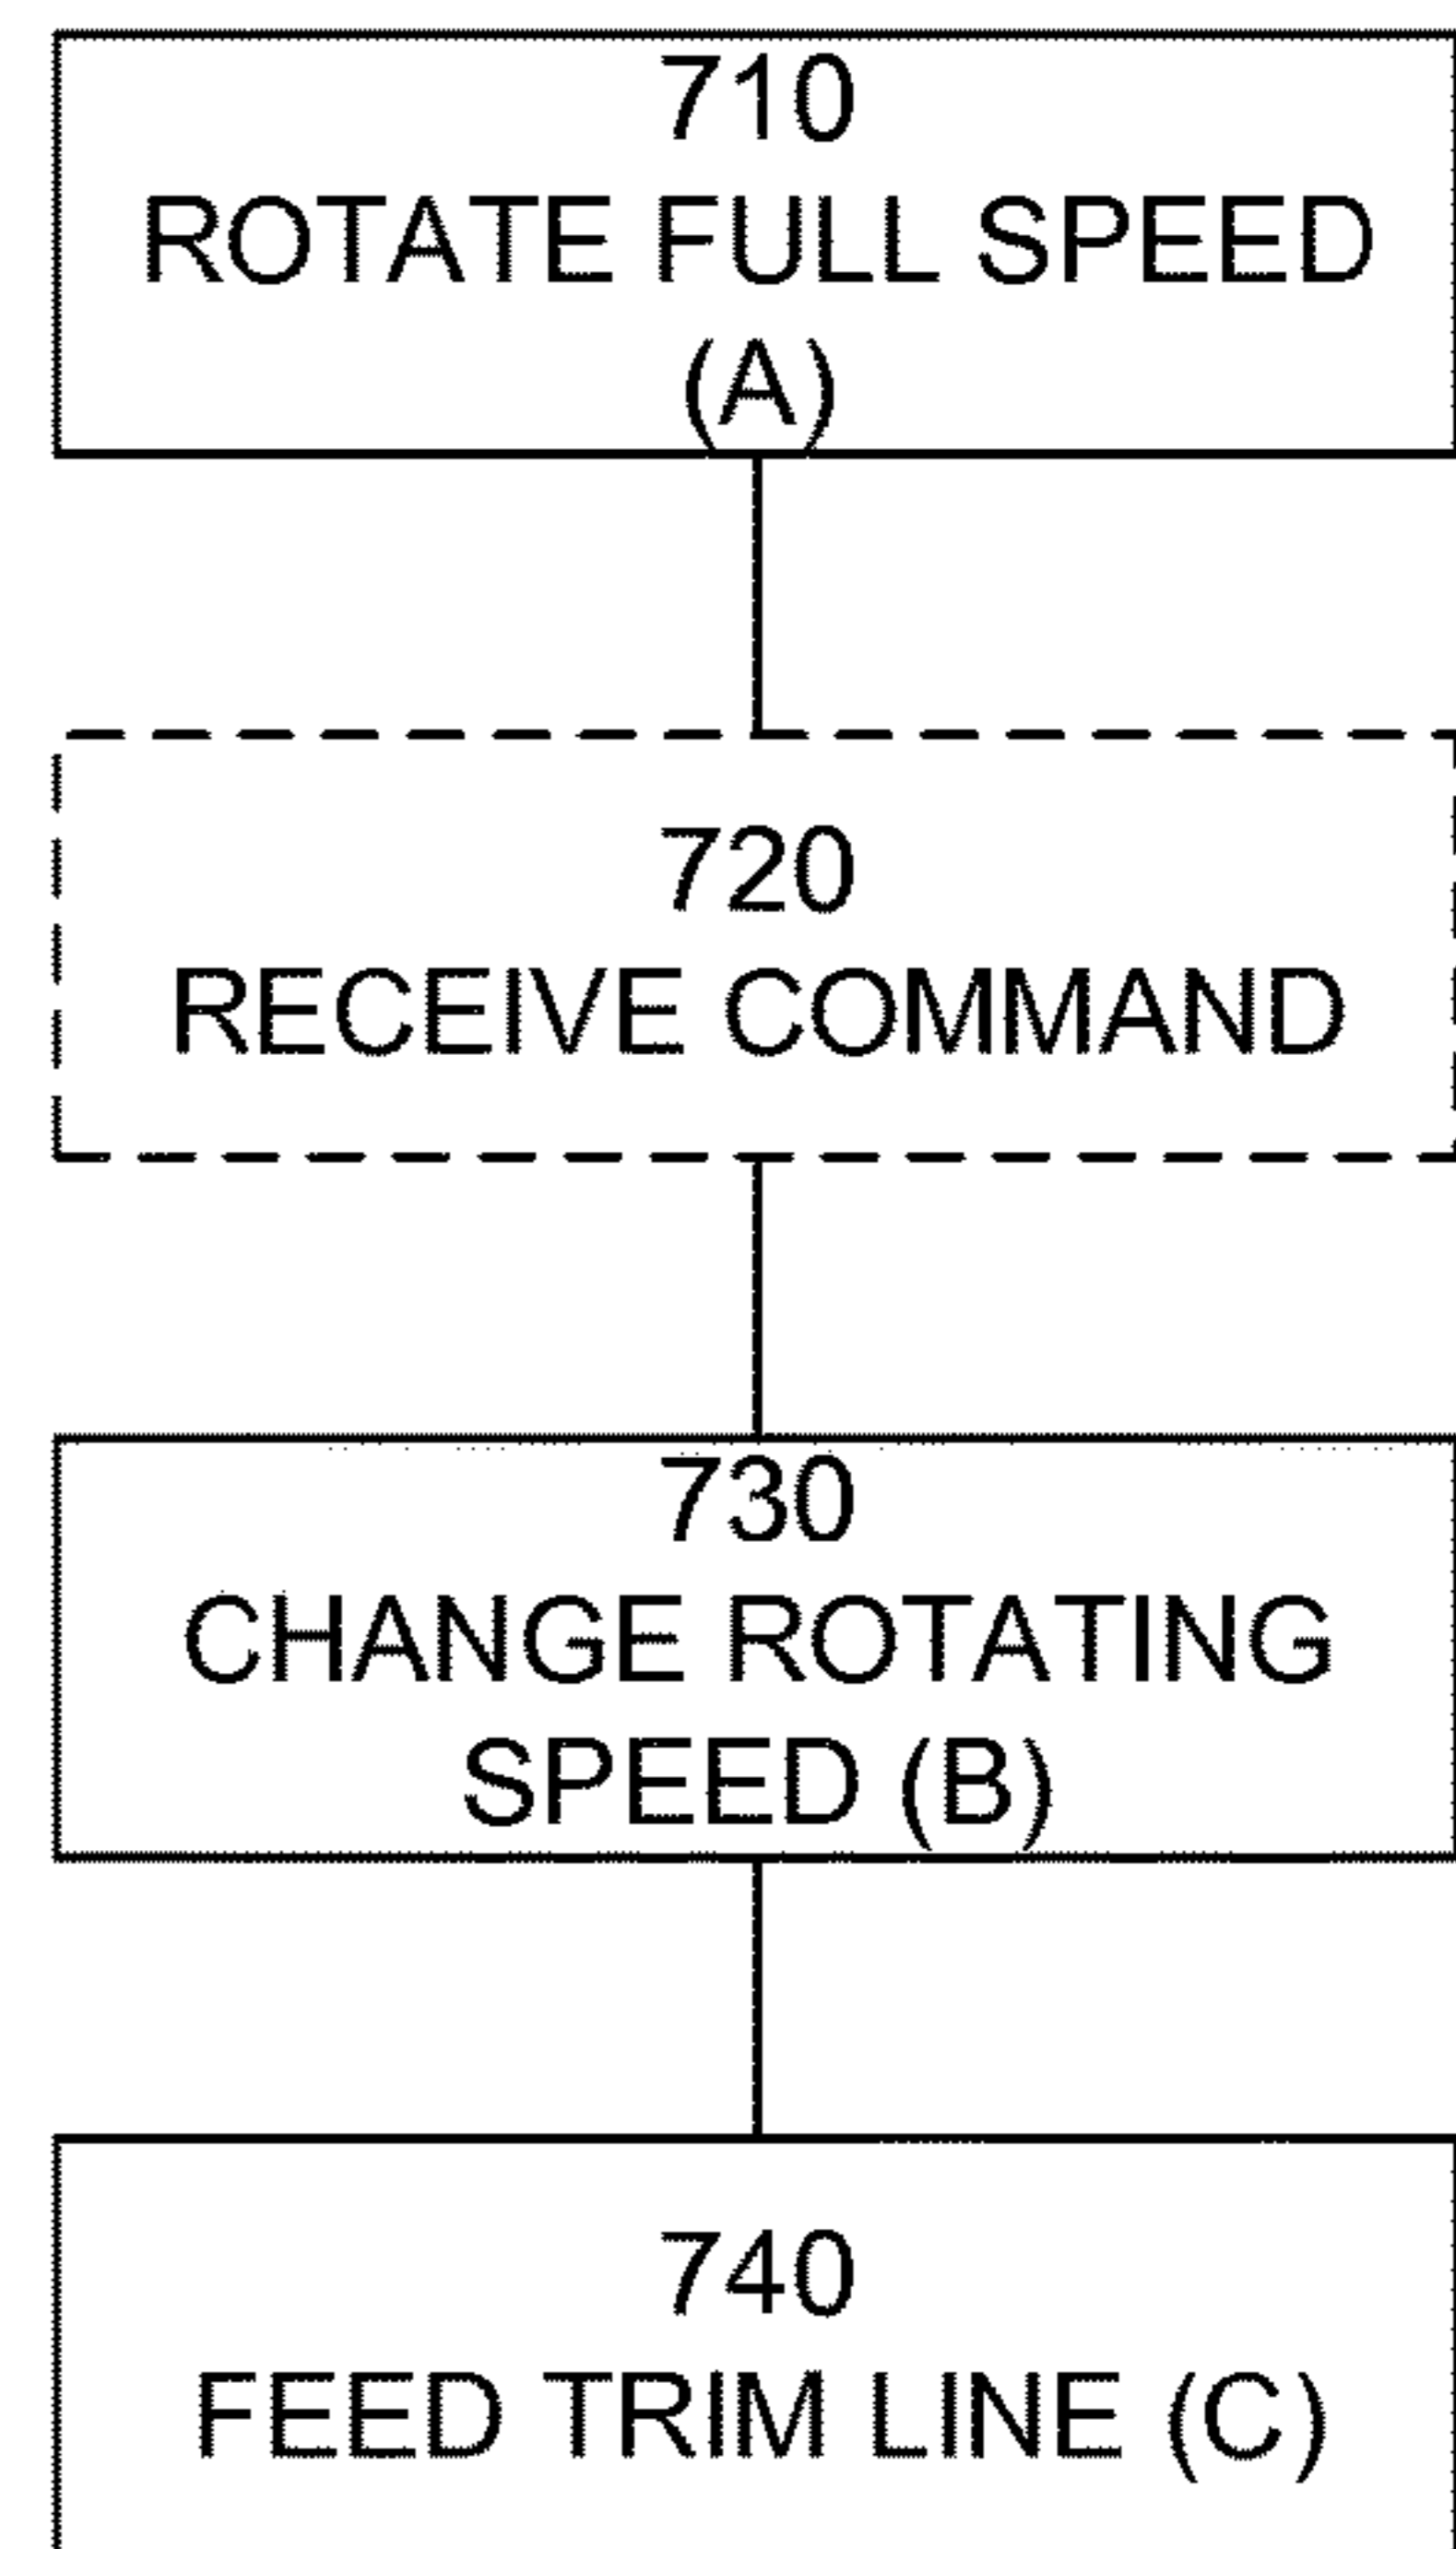 710
ROTATE FULL SPEED
(A)
720
RECEIVE COMMAND
730
CHANGE ROTATING
SPEED (B)
740
FEED TRIM LINE (C)